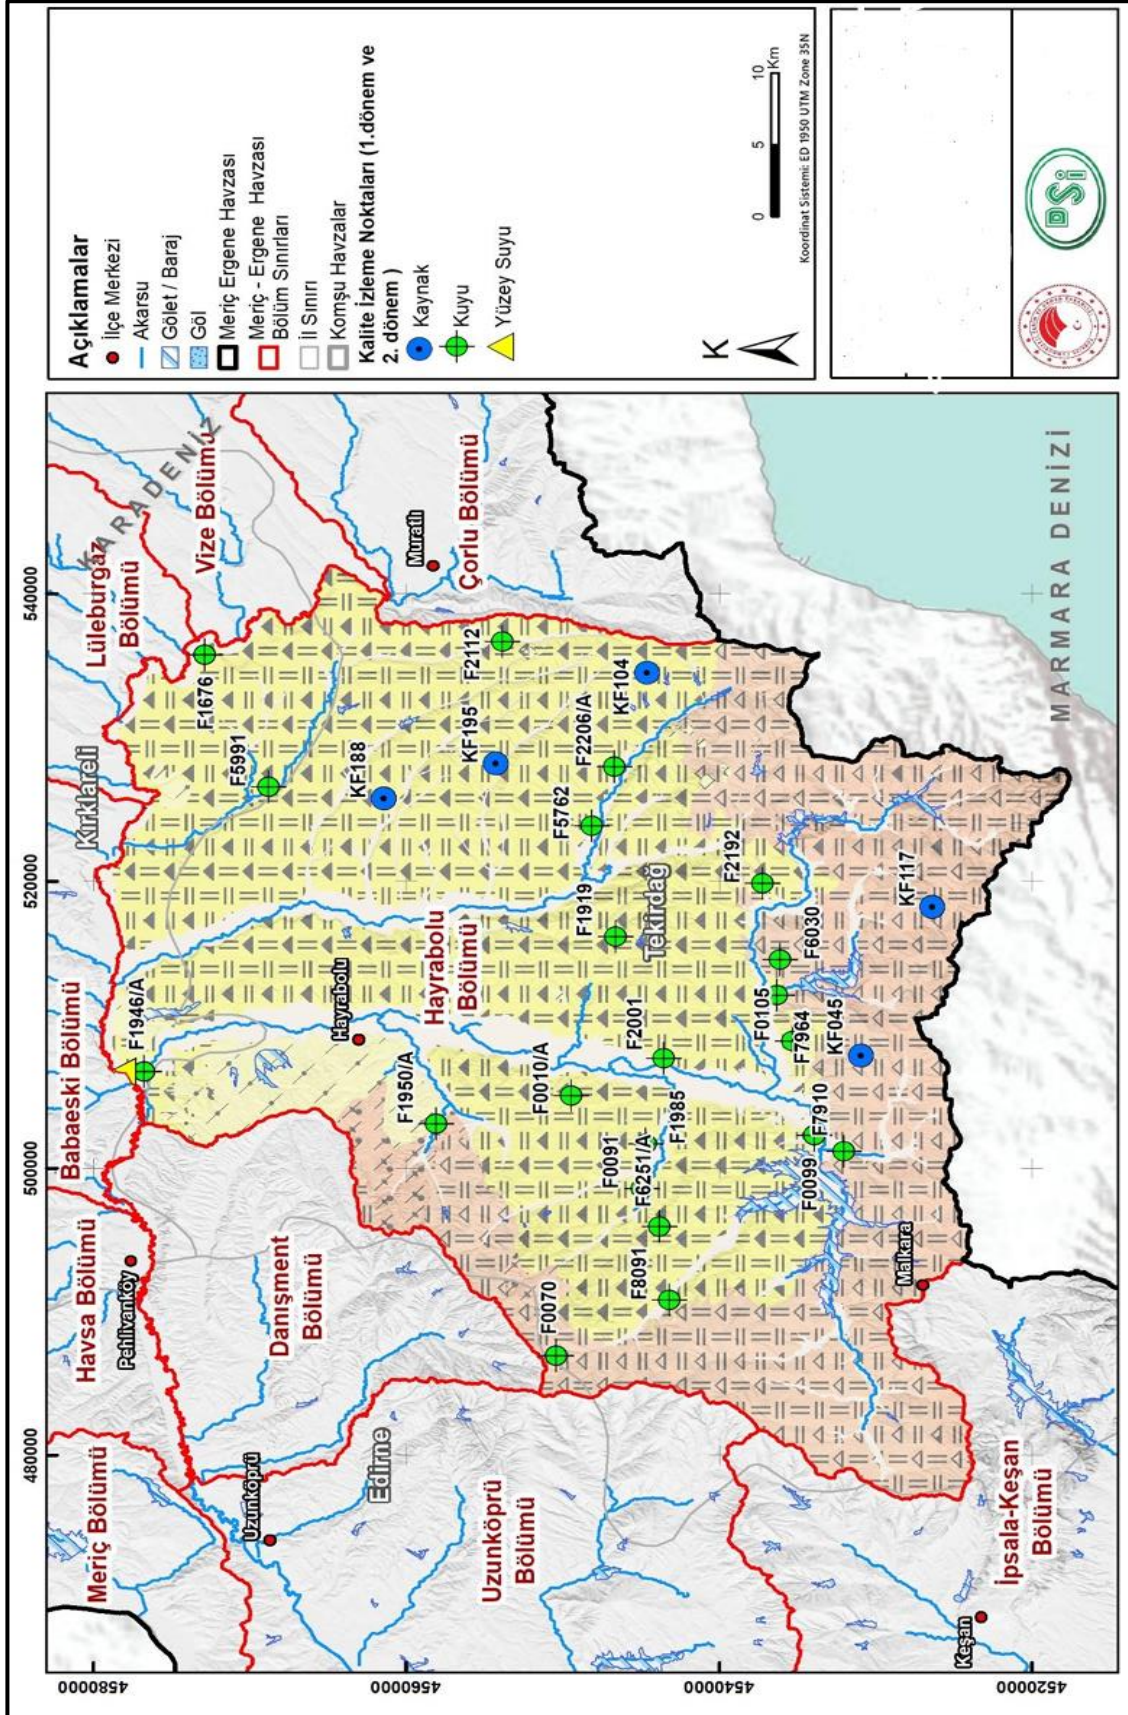 Açıklamalar
İlçe Merkezi
Akarsu
Gölet / Baraj
Göl
Meriç Ergene Havzası
Meriç - Ergene Havzası
Bölüm Sınırları
İl Sınırı
Komşu Havzalar
Kalite İzleme Noktaları (1.dönem ve
2. dönem )
Kaynak
Kuyu
Yüzey Suyu
K
0 5 10
Km
Koordinat Sistemi: ED 1950 UTM Zone 35N
DSİ
480000
500000
520000
540000
4580000
4560000
4540000
4520000
Meriç Bölümü
Havsa Bölümü
Babaeski Bölümü
Kırklareli
Lüleburgaz
Bölümü
KARADENİZ
Vize Bölümü
Pehlivanköy
F1946/A
F1676
F5991
Uzunköprü
Danışment
Bölümü
Hayrabolu
KF188
Muratlı
Edirne
F1950/A
Hayrabolu
Bölümü
KF195
F2112
Çorlu Bölümü
Uzunköprü
Bölümü
F0070
F0010/A
F1919
F5762
F2206/A
KF104
F8091
F0091
F6251/A
F1985
F2001
Tekirdağ
F2192
F0099
F7910
F7964
F0105
F6030
KF045
KF117
Malkara
Keşan
İpsala-Keşan
Bölümü
MARMARA DENİZİ